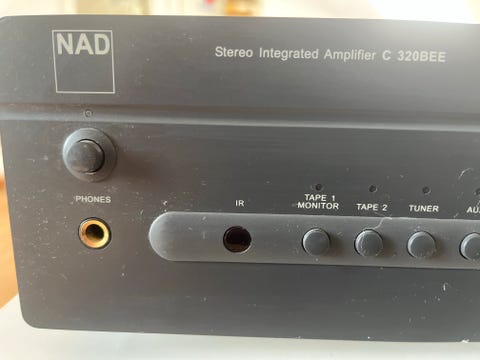 NAD
Stereo Integrated Amplifier C 320BEE
PHONES
IR
TAPE 1
MONITOR
TAPE 2
TUNER